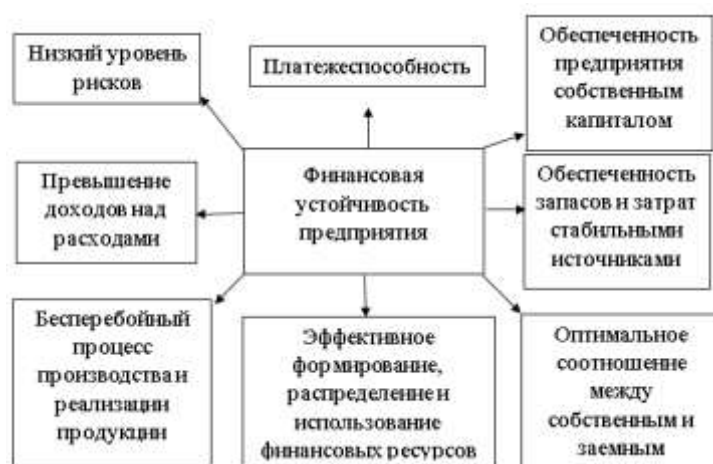 Низкий уровень
рисков
Платежеспособность
Обеспеченность
предприятия
собственным
капиталом
Превышение
доходов над
расходами
Финансовая
устойчивость
предприятия
Обеспеченность
запасов и затрат
стабильными
источниками
Бесперебойный
процесс
производства и
реализации
продукции
Эффективное
формирование,
распределение и
использование
финансовых ресурсов
Оптимальное
соотношение
между
собственным и
заемным